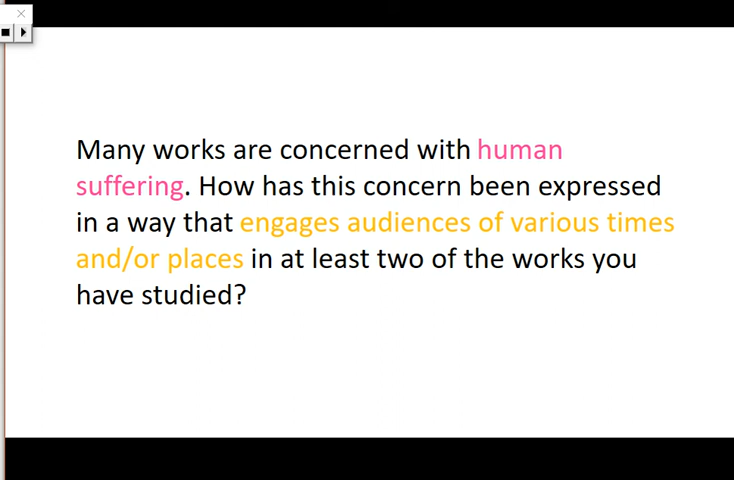 Many works are concerned with human
suffering. How has this concern been expressed
in a way that engages audiences of various times
and/or places in at least two of the works you
have studied?